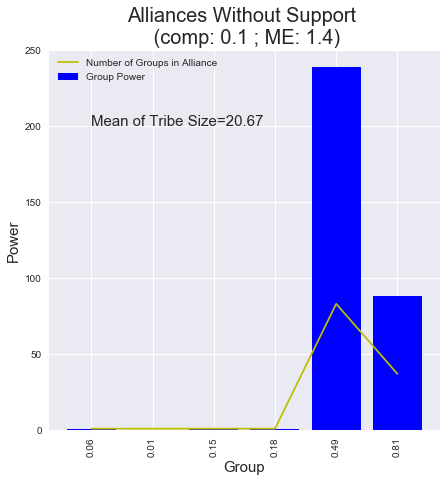 Alliances Without Support
(comp: 0.1 ; ME: 1.4)
Number of Groups in Alliance
Group Power
Mean of Tribe Size=20.67
250
200
150
100
50
0
Power
0.06
0.01
0.15
0.18
0.49
0.81
Group